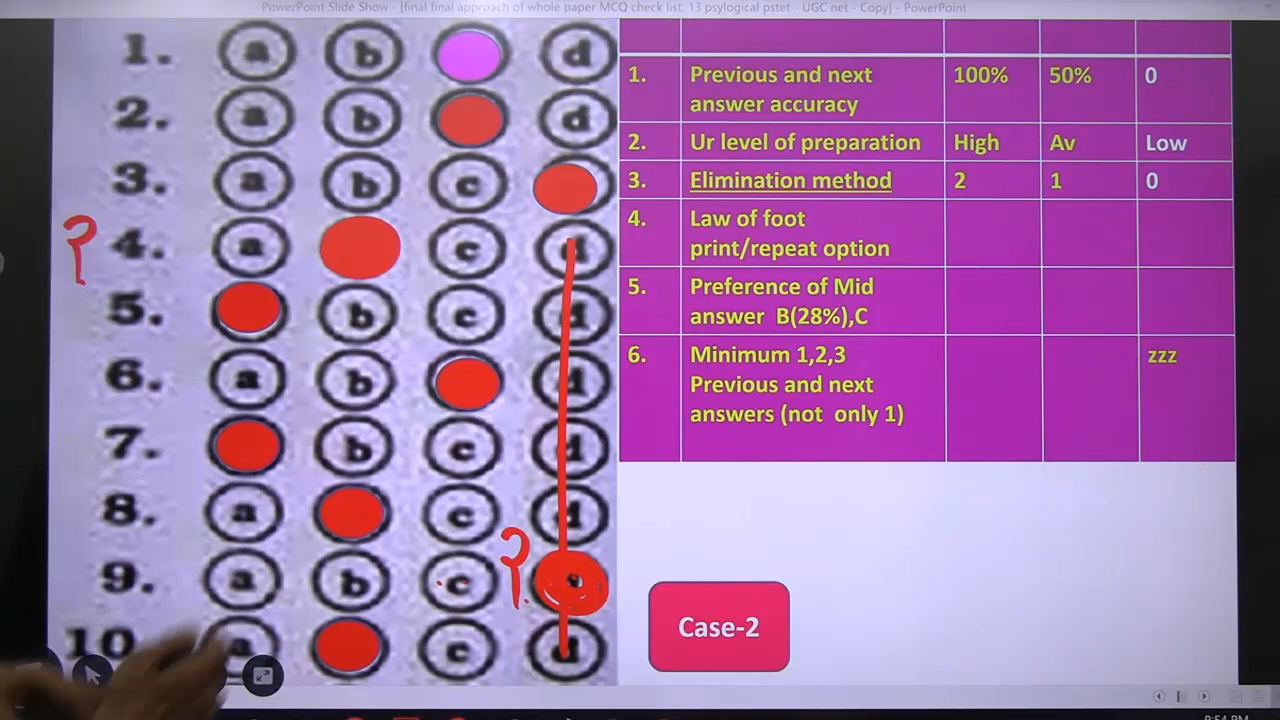 PowerPoint Slide Show - [final final approach of whole paper MCQ check list. 13 psylogical pstet - UGC net - Copy] - PowerPoint
1. a b d
2. a b d
3. a b c
? 4. a c d
5. b c d
6. a b d
7. b c d
8. a c d
9. a b c ?
10 a c d
1. Previous and next answer accuracy 100% 50% 0
2. Ur level of preparation High Av Low
3. Elimination method 2 1 0
4. Law of foot
print/repeat option
5. Preference of Mid
answer B(28%),C
6. Minimum 1,2,3 zzz
Previous and next
answers (not only 1)
Case-2
9:54 PM